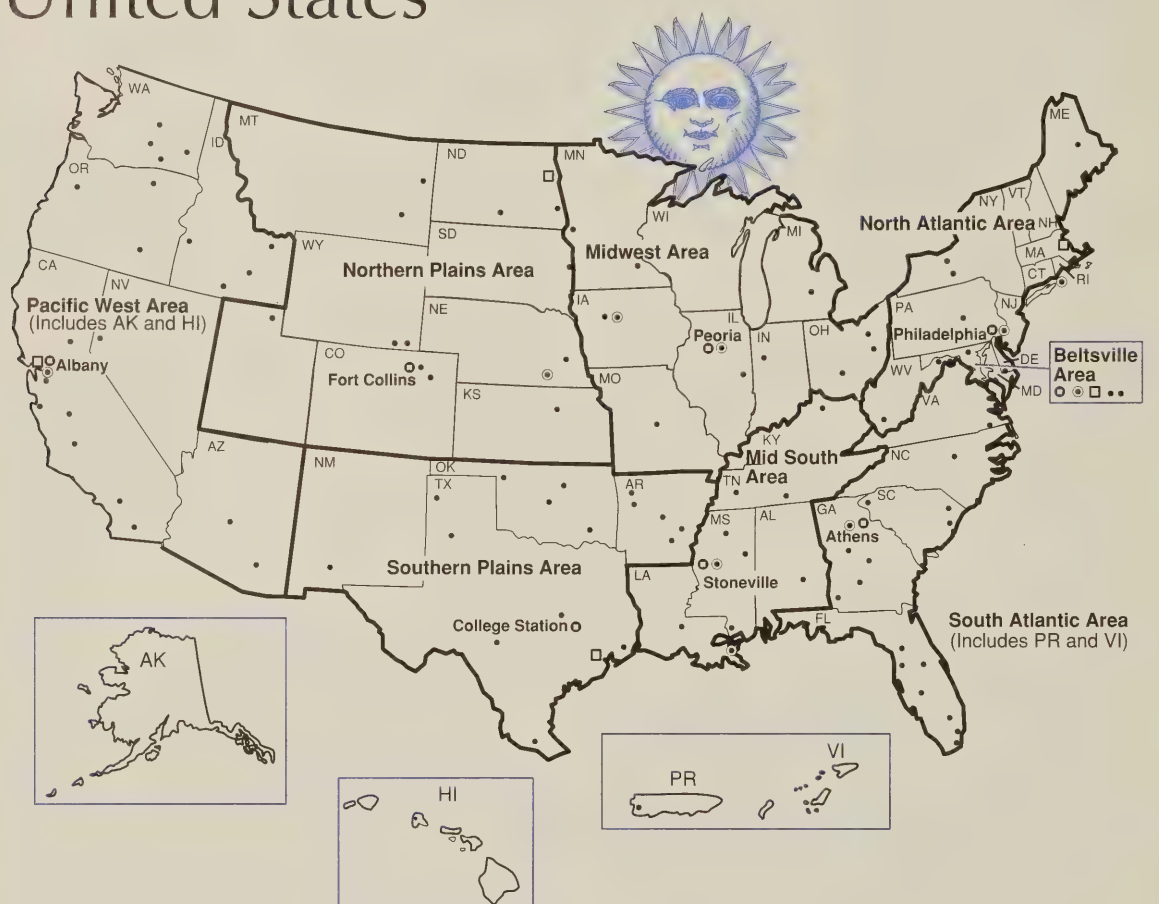 United States
WA
MT
ME
ID
ND
MN
OR
NY
VT
WI
NH
North Atlantic Area
SD
MI
MA
WY
Midwest Area
CA
Northern Plains Area
CT
RI
NV
IA
Pacific West Area
(Includes AK and HI)
NE
PA
NJ
IL
OH
Peoria
IN
Philadelphia
CO
DE
Beltsville
Area
Albany
Fort Collins
MO
WV
MD
KS
VA
AZ
KY
NM
OK
Mid South
Area
NC
TX
AR
TN
SC
MS
AL
GA
Athens
Southern Plains Area
LA
Stoneville
College Station
FL
South Atlantic Area
(Includes PR and VI)
AK
VI
PR
HI